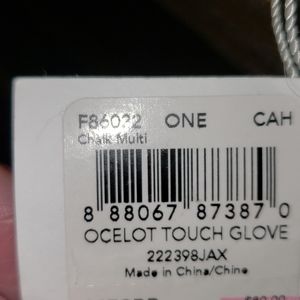 F86022 ONE CAH
Chalk Multi
8 88067 87387 0
OCELOT TOUCH GLOVE
222398JAX
Made in China/Chine